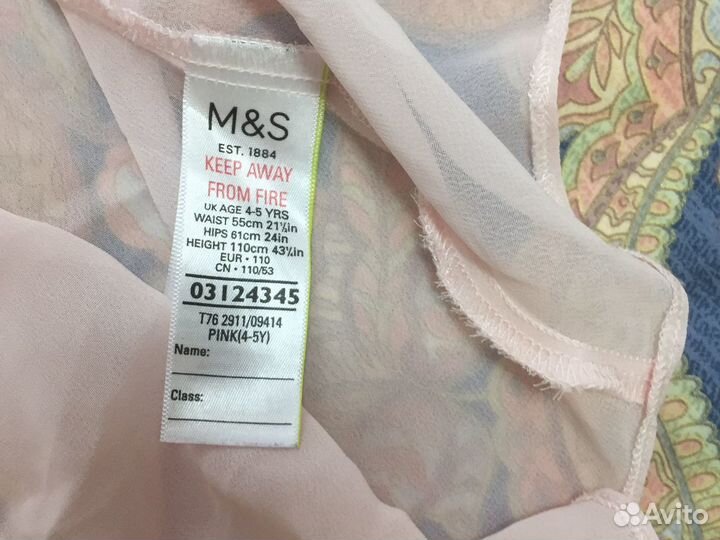 M&S
EST. 1884
KEEP AWAY
FROM FIRE
UK AGE 4-5 YRS
WAIST 55cm 21½in
HIPS 61cm 24in
HEIGHT 110cm 43¼in
EUR • 110
CN • 110/53
03124345
T76 2911/09414
PINK(4-5Y)
Name:
Class:
Avito